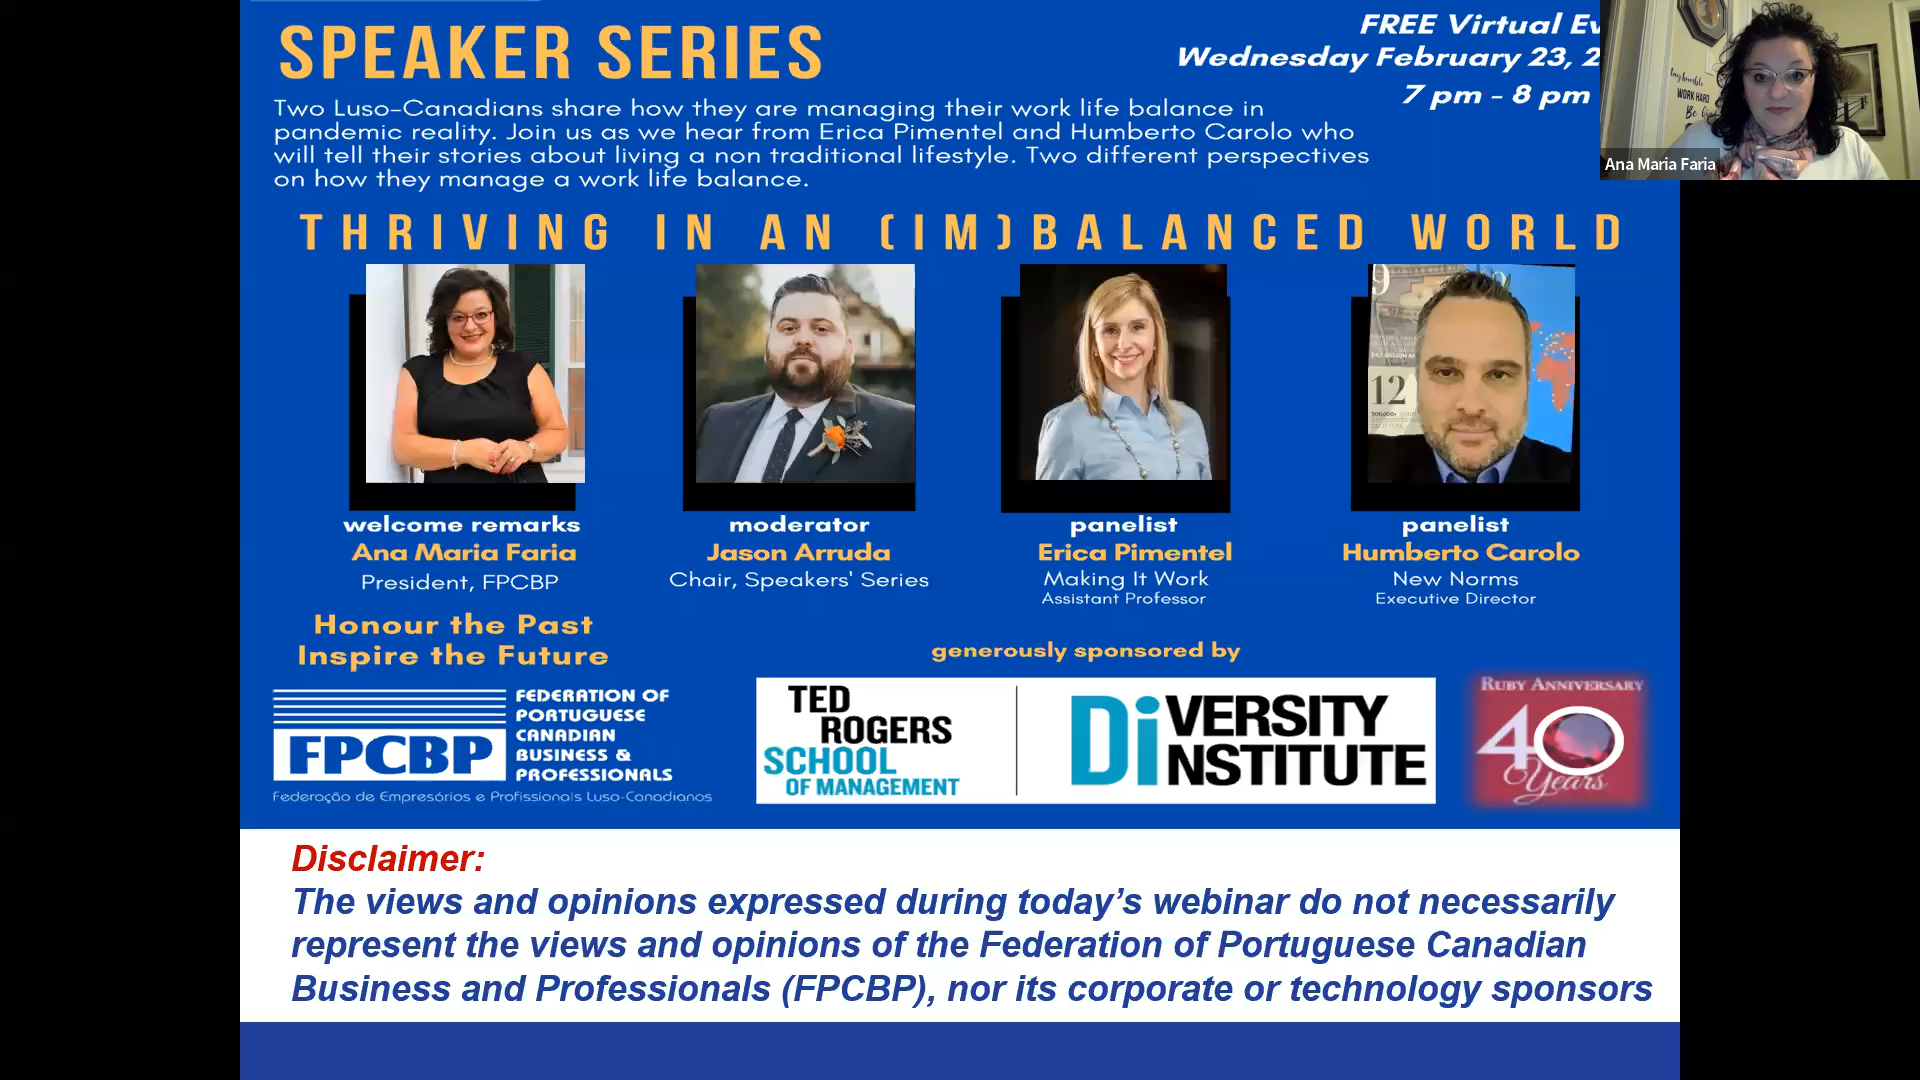 SPEAKER SERIES
FREE Virtual
Wednesday February 23,
7 pm - 8 pm
Two Luso-Canadians share how they are managing their work life balance in
pandemic reality. Join us as we hear from Erica Pimentel and Humberto Carolo who
will tell their stories about living a non traditional lifestyle. Two different perspectives
on how they manage a work life balance.
WORK HARD
Ana Maria Faria
THRIVING IN AN (IM)BALANCED WORLD
12
welcome remarks
Ana Maria Faria
President, FPCBP
moderator
Jason Arruda
Chair, Speakers' Series
panelist
Erica Pimentel
Making It Work
Assistant Professor
panelist
Humberto Carolo
New Norms
Executive Director
Honour the Past
Inspire the Future
generously sponsored by
FPCBP
FEDERATION OF
PORTUGUESE
CANADIAN
BUSINESS &
PROFESSIONALS
Federação de Empresários e Profissionais Luso-Canadianos
TED
ROGERS
SCHOOL
OF MANAGEMENT
DiVERSITY
iNSTITUTE
RUBY ANNIVERSARY
40
Years
Disclaimer:
The views and opinions expressed during today’s webinar do not necessarily
represent the views and opinions of the Federation of Portuguese Canadian
Business and Professionals (FPCBP), nor its corporate or technology sponsors